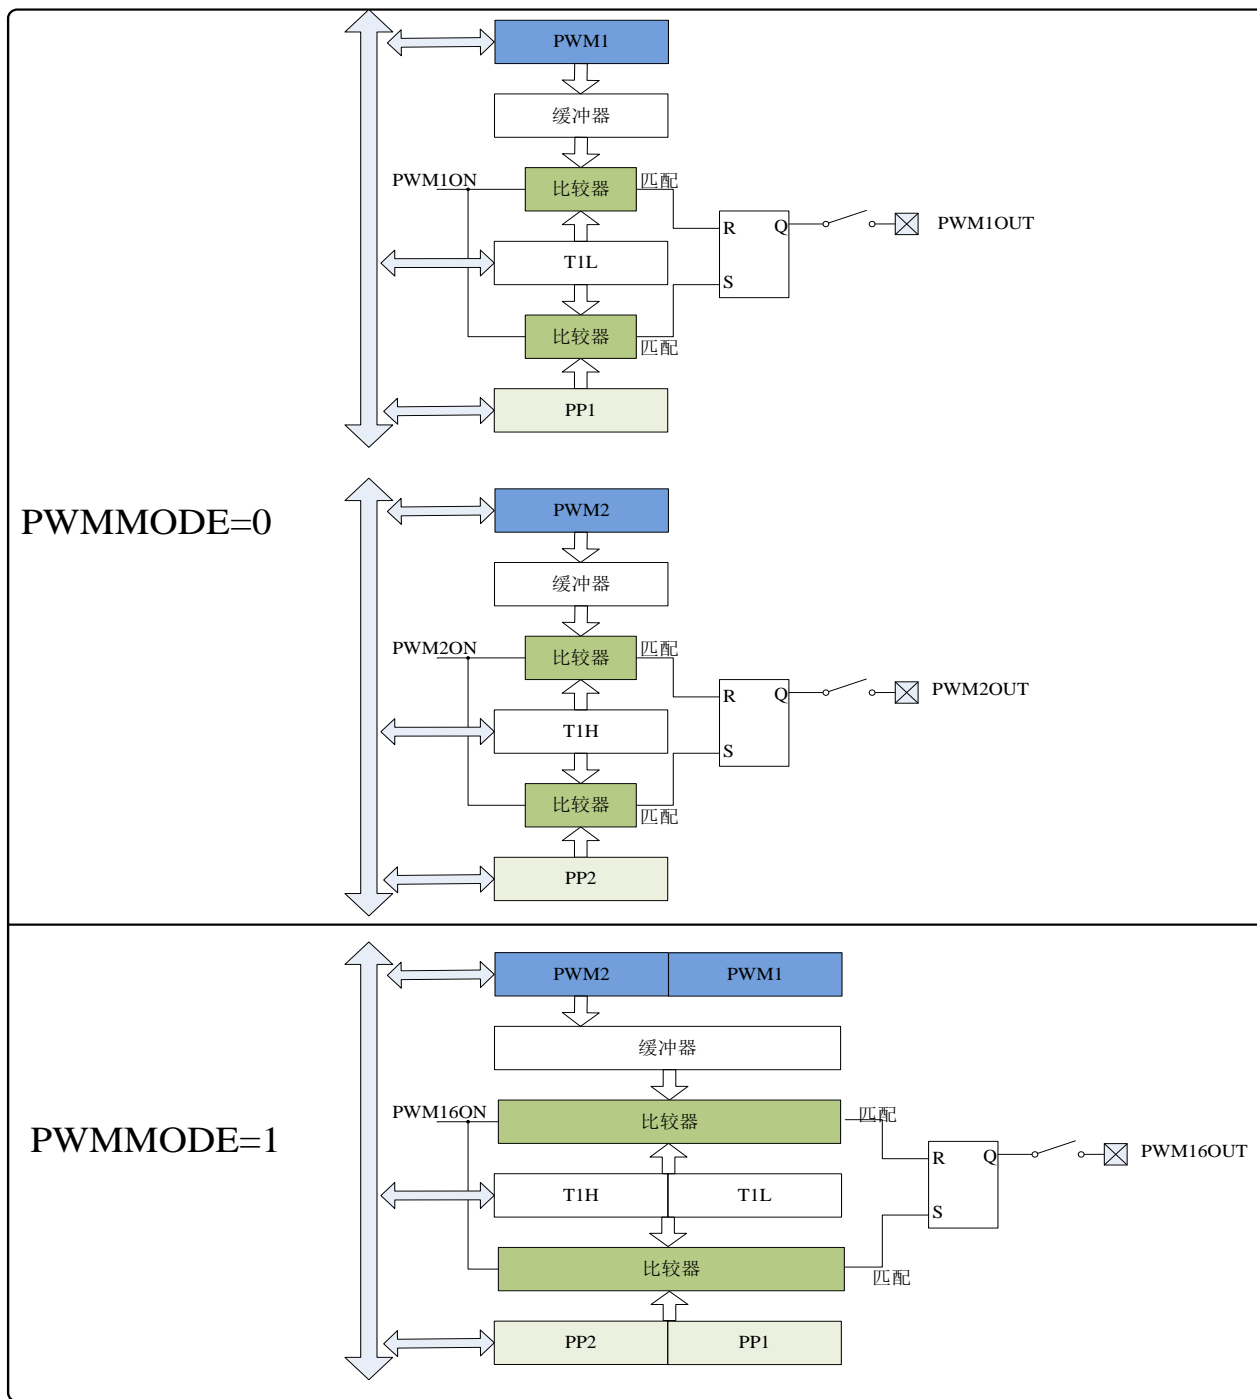 PWM1
缓冲器
PWM1ON
比较器
匹配
R
Q
PWM1OUT
T1L
S
比较器
匹配
PP1
PWMMODE=0
PWM2
缓冲器
PWM2ON
比较器
匹配
R
Q
PWM2OUT
T1H
S
比较器
匹配
PP2
PWMMODE=1
PWM2
PWM1
缓冲器
PWM16ON
比较器
匹配
R
Q
PWM16OUT
T1H
T1L
S
比较器
匹配
PP2
PP1